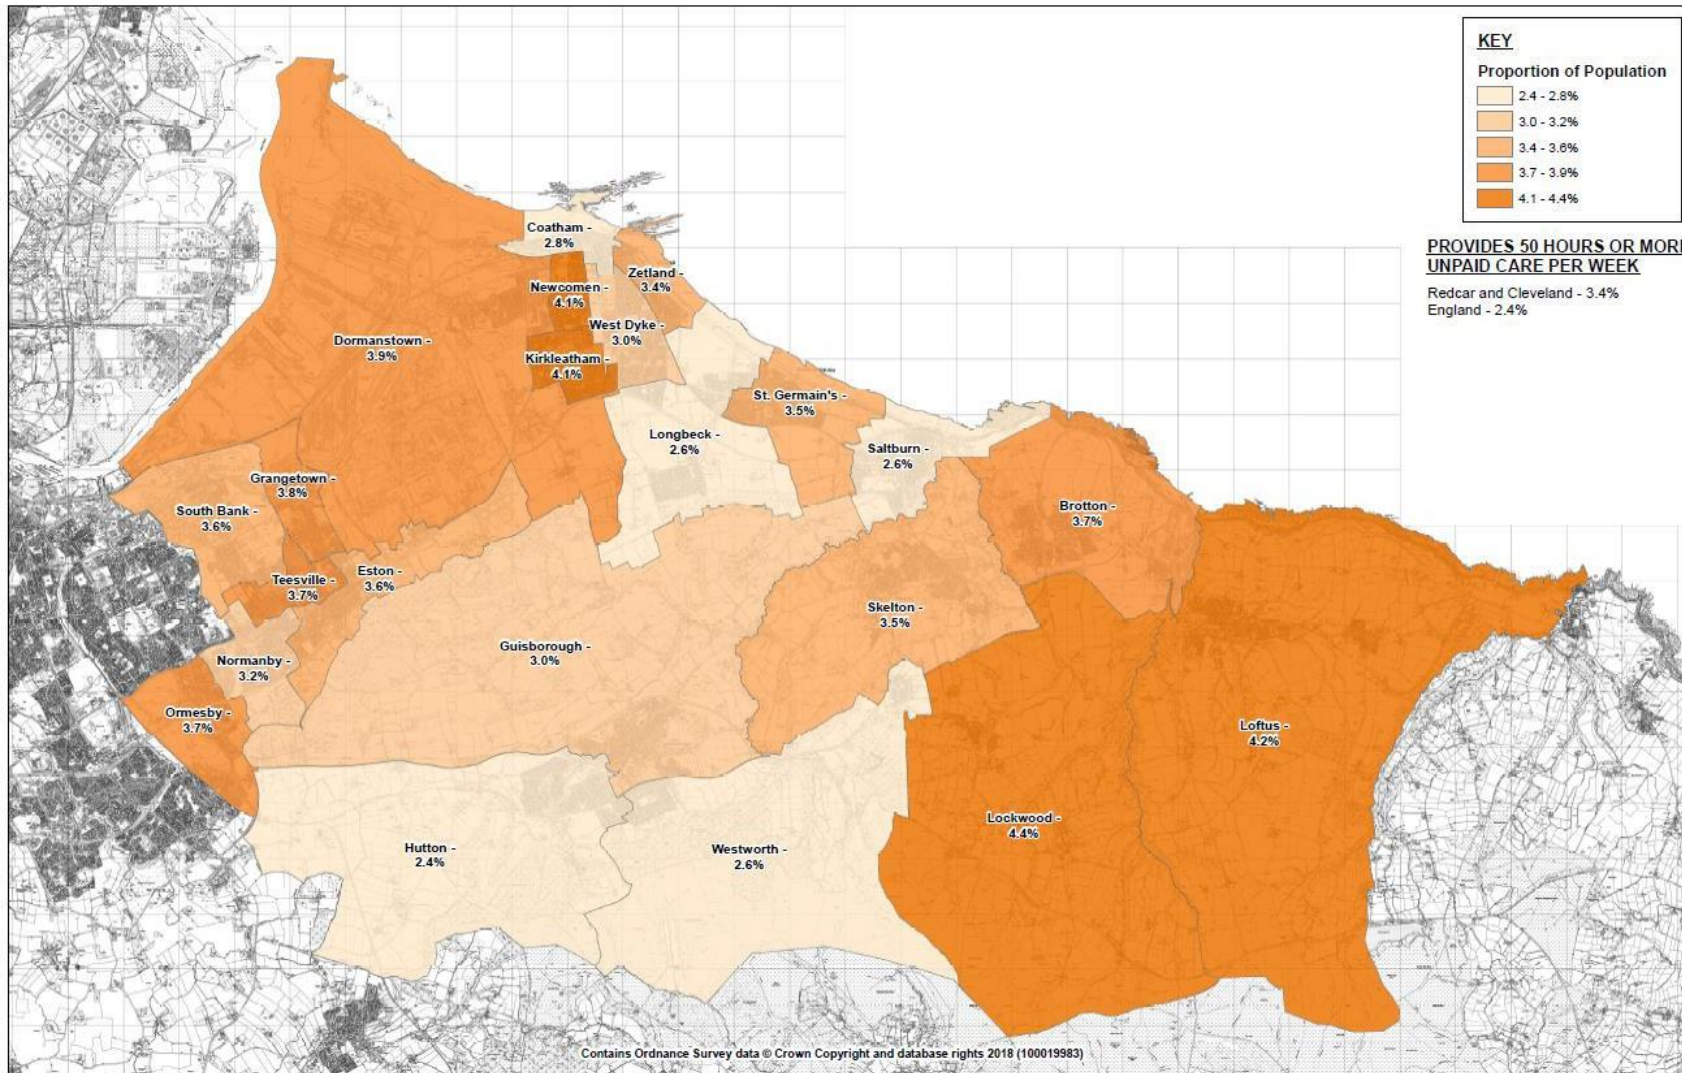 KEY
Proportion of Population
2.4 - 2.8%
3.0 - 3.2%
3.4 - 3.6%
3.7 - 3.9%
4.1 - 4.4%
PROVIDES 50 HOURS OR MORE
UNPAID CARE PER WEEK
Redcar and Cleveland - 3.4%
England - 2.4%
Coatham -
2.8%
Zetland -
3.4%
Newcomen -
4.1%
West Dyke -
3.0%
Dormanstown -
3.9%
Kirkleatham -
4.1%
St. Germain's -
3.5%
Longbeck -
2.6%
Saltburn -
2.6%
Grangetown -
3.8%
South Bank -
3.6%
Brotton -
3.7%
Eston -
3.6%
Teesville -
3.7%
Skelton -
3.5%
Guisborough -
3.0%
Normanby -
3.2%
Ormesby -
3.7%
Loftus -
4.2%
Lockwood -
4.4%
Hutton -
2.4%
Westworth -
2.6%
Contains Ordnance Survey data © Crown Copyright and database rights 2018 (100019983)